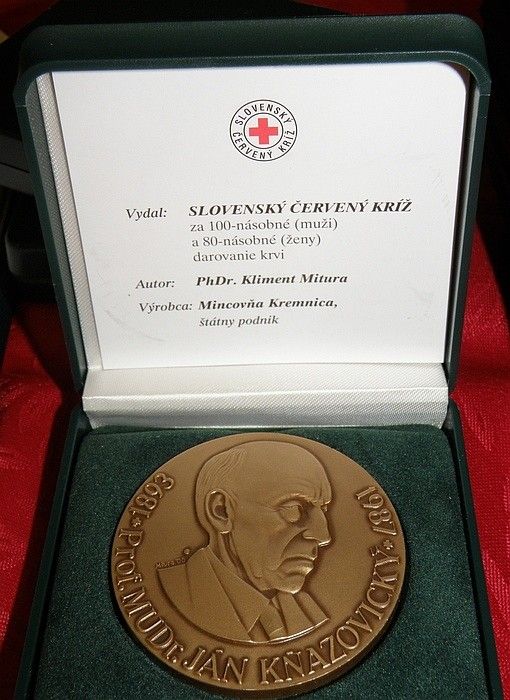 SLOVENSKÝ
ČERVENÝ KRÍŽ
Vydal: SLOVENSKÝ ČERVENÝ KRÍŽ
za 100-násobné (muži)
a 80-násobné (ženy)
darovanie krvi
Autor: PhDr. Kliment Mitura
Výrobca: Mincovňa Kremnica,
štátny podnik
*1893 Prof. MUDr. JÁN KŇAZOVICKÝ 1987